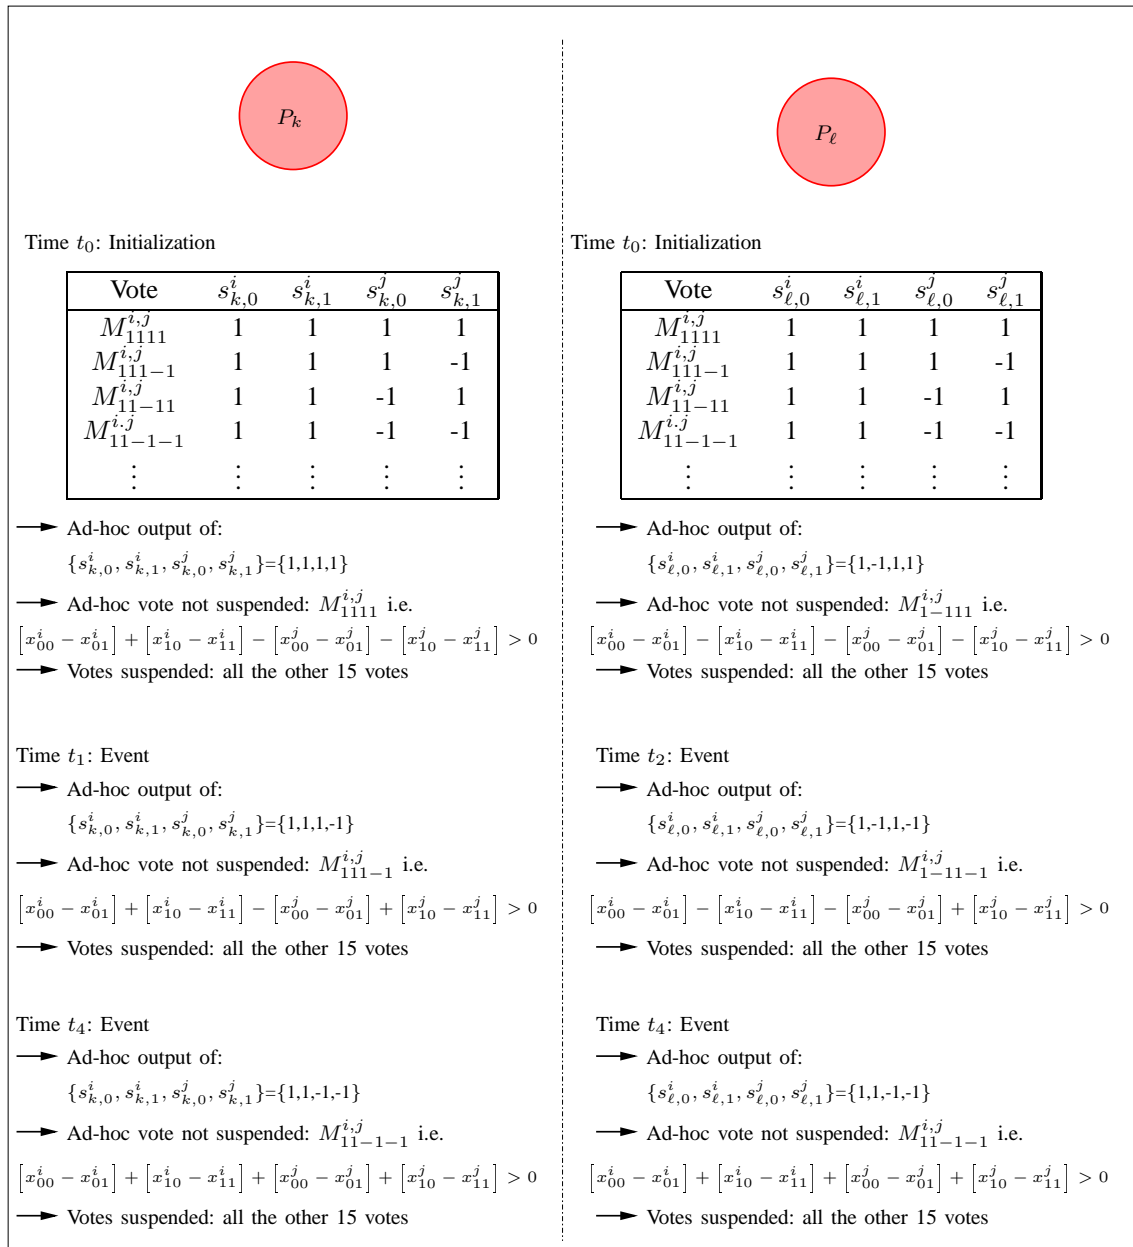 P_k
Time t_0: Initialization
Vote s^i_{k,0} s^i_{k,1} s^j_{k,0} s^j_{k,1}
M^{i,j}_{1111} 1 1 1 1
M^{i,j}_{111-1} 1 1 1 -1
M^{i,j}_{11-11} 1 1 -1 1
M^{i.j}_{11-1-1} 1 1 -1 -1
⋮ ⋮ ⋮ ⋮ ⋮
→ Ad-hoc output of:
{s^i_{k,0}, s^i_{k,1}, s^j_{k,0}, s^j_{k,1}}={1,1,1,1}
→ Ad-hoc vote not suspended: M^{i,j}_{1111} i.e.
[x^i_{00} − x^i_{01}] + [x^i_{10} − x^i_{11}] − [x^j_{00} − x^j_{01}] − [x^j_{10} − x^j_{11}] > 0
→ Votes suspended: all the other 15 votes
Time t_1: Event
→ Ad-hoc output of:
{s^i_{k,0}, s^i_{k,1}, s^j_{k,0}, s^j_{k,1}}={1,1,1,-1}
→ Ad-hoc vote not suspended: M^{i,j}_{111-1} i.e.
[x^i_{00} − x^i_{01}] + [x^i_{10} − x^i_{11}] − [x^j_{00} − x^j_{01}] + [x^j_{10} − x^j_{11}] > 0
→ Votes suspended: all the other 15 votes
Time t_4: Event
→ Ad-hoc output of:
{s^i_{k,0}, s^i_{k,1}, s^j_{k,0}, s^j_{k,1}}={1,1,-1,-1}
→ Ad-hoc vote not suspended: M^{i,j}_{11-1-1} i.e.
[x^i_{00} − x^i_{01}] + [x^i_{10} − x^i_{11}] + [x^j_{00} − x^j_{01}] + [x^j_{10} − x^j_{11}] > 0
→ Votes suspended: all the other 15 votes
P_ℓ
Time t_0: Initialization
Vote s^i_{ℓ,0} s^i_{ℓ,1} s^j_{ℓ,0} s^j_{ℓ,1}
M^{i,j}_{1111} 1 1 1 1
M^{i,j}_{111-1} 1 1 1 -1
M^{i,j}_{11-11} 1 1 -1 1
M^{i,j}_{11-1-1} 1 1 -1 -1
⋮ ⋮ ⋮ ⋮ ⋮
→ Ad-hoc output of:
{s^i_{ℓ,0}, s^i_{ℓ,1}, s^j_{ℓ,0}, s^j_{ℓ,1}}={1,-1,1,1}
→ Ad-hoc vote not suspended: M^{i,j}_{1-111} i.e.
[x^i_{00} − x^i_{01}] − [x^i_{10} − x^i_{11}] − [x^j_{00} − x^j_{01}] − [x^j_{10} − x^j_{11}] > 0
→ Votes suspended: all the other 15 votes
Time t_2: Event
→ Ad-hoc output of:
{s^i_{ℓ,0}, s^i_{ℓ,1}, s^j_{ℓ,0}, s^j_{ℓ,1}}={1,-1,1,-1}
→ Ad-hoc vote not suspended: M^{i,j}_{1-11-1} i.e.
[x^i_{00} − x^i_{01}] − [x^i_{10} − x^i_{11}] − [x^j_{00} − x^j_{01}] + [x^j_{10} − x^j_{11}] > 0
→ Votes suspended: all the other 15 votes
Time t_4: Event
→ Ad-hoc output of:
{s^i_{ℓ,0}, s^i_{ℓ,1}, s^j_{ℓ,0}, s^j_{ℓ,1}}={1,1,-1,-1}
→ Ad-hoc vote not suspended: M^{i,j}_{11-1-1} i.e.
[x^i_{00} − x^i_{01}] + [x^i_{10} − x^i_{11}] + [x^j_{00} − x^j_{01}] + [x^j_{10} − x^j_{11}] > 0
→ Votes suspended: all the other 15 votes